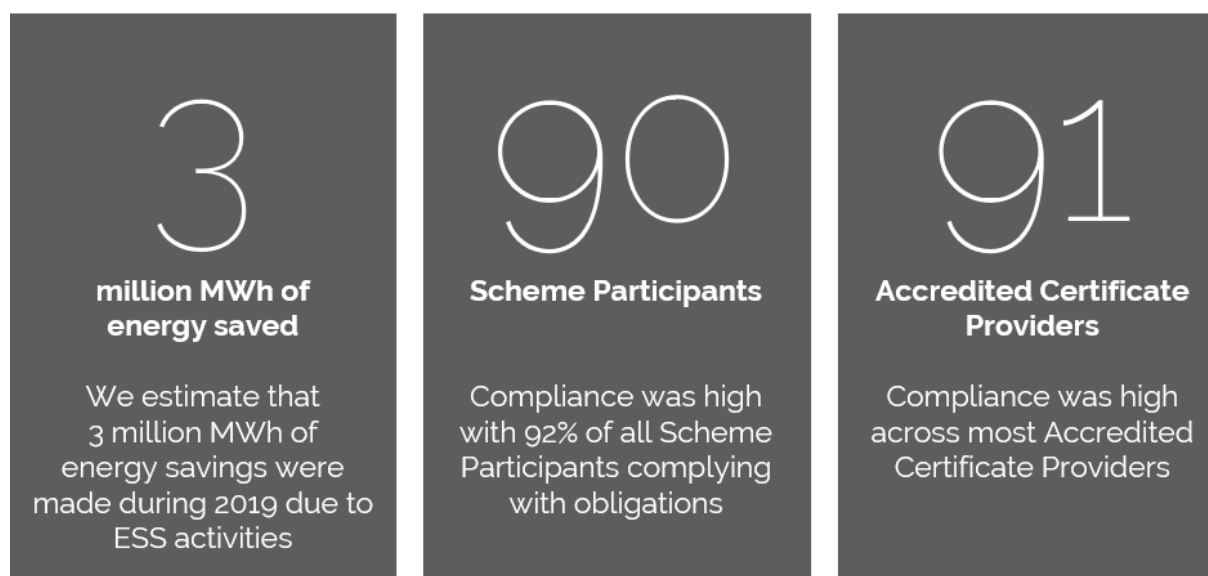 3
million MWh of
energy saved
We estimate that
3 million MWh of
energy savings were
made during 2019 due to
ESS activities
90
Scheme Participants
Compliance was high
with 92% of all Scheme
Participants complying
with obligations
91
Accredited Certificate
Providers
Compliance was high
across most Accredited
Certificate Providers